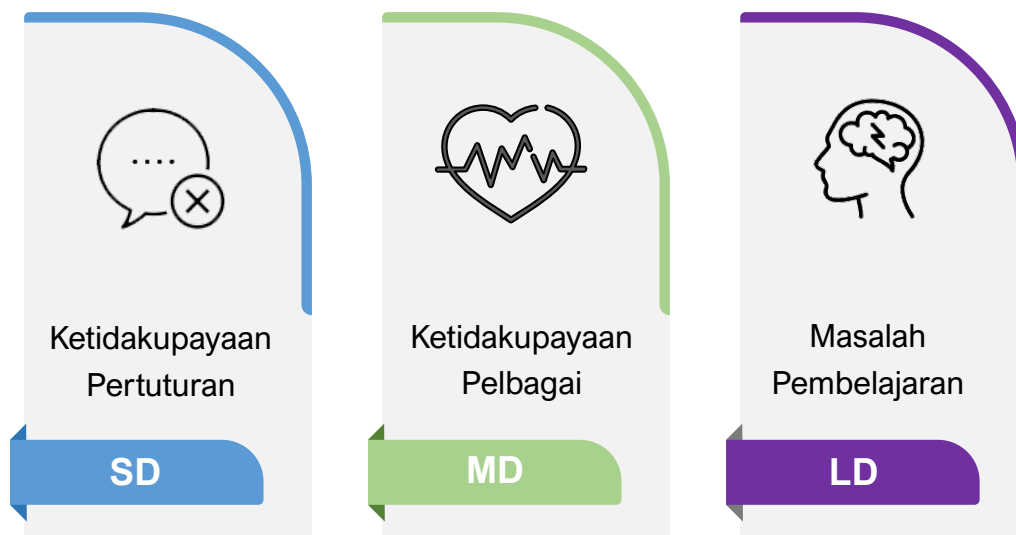 Ketidakupayaan
Pertuturan
SD
Ketidakupayaan
Pelbagai
MD
Masalah
Pembelajaran
LD